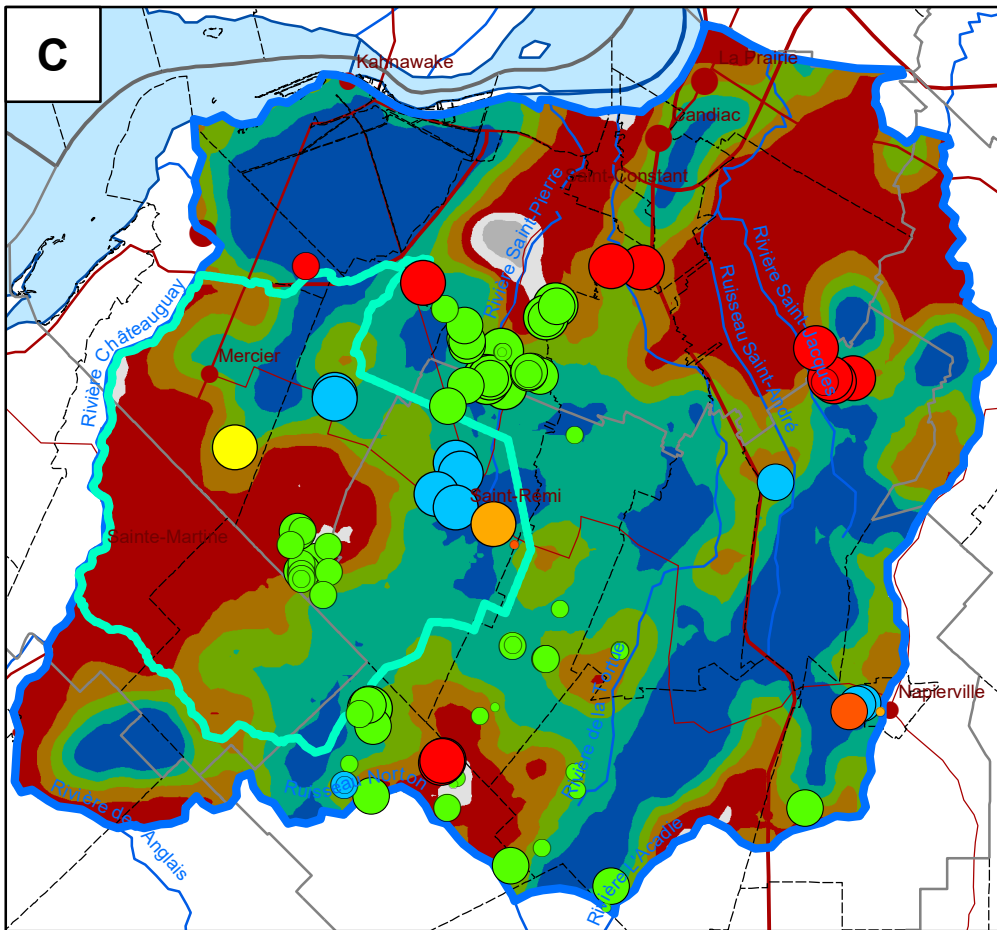 C
Kahnawake
La Prairie
Candiac
Saint-Constant
Rivière Saint-Pierre
Rivière Saint-Jacques
Ruisseau Saint-André
Rivière Châteauguay
Mercier
Saint-Rémi
Sainte-Martine
Rivière de la Tortue
Napierville
Ruisseau Norton
Rivière des Anglais
Rivière L'Acadie